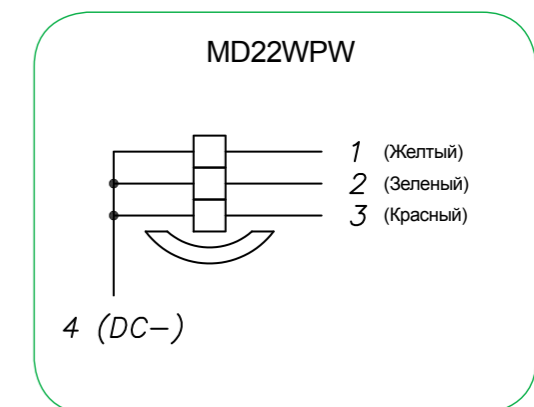 MD22WPW
1 (Желтый)
2 (Зеленый)
3 (Красный)
4 (DC−)